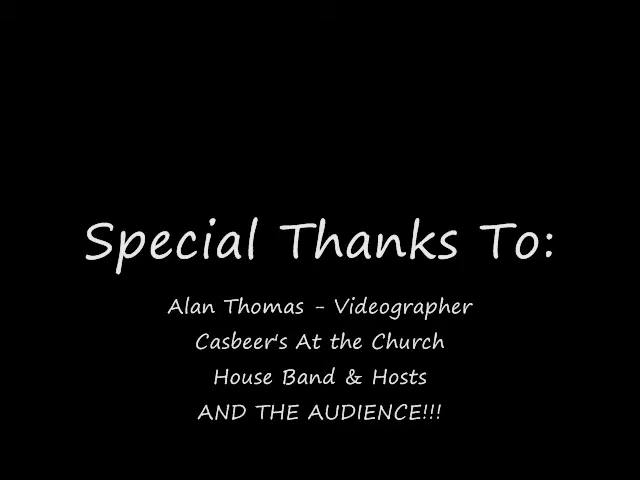 Special Thanks To:
Alan Thomas - Videographer
Casbeer's At the Church
House Band & Hosts
AND THE AUDIENCE!!!